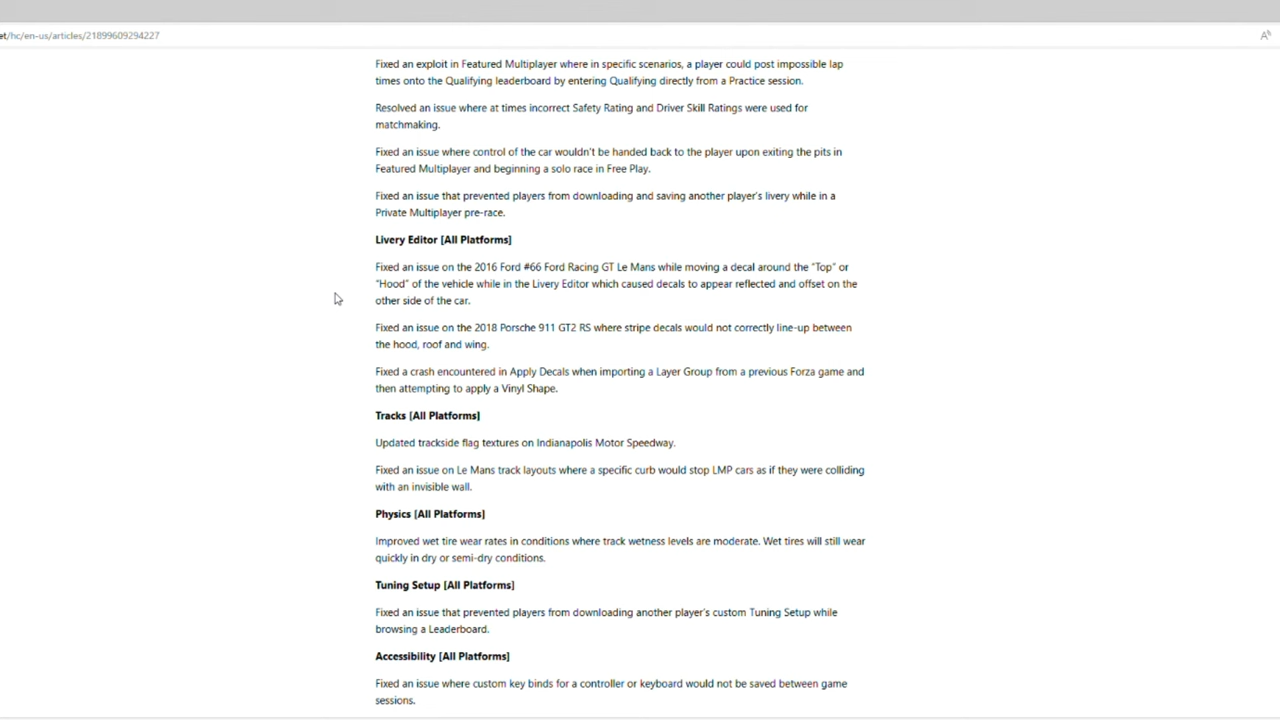 et/hc/en-us/articles/21899609294227
Fixed an exploit in Featured Multiplayer where in specific scenarios, a player could post impossible lap
times onto the Qualifying leaderboard by entering Qualifying directly from a Practice session.
Resolved an issue where at times incorrect Safety Rating and Driver Skill Ratings were used for
matchmaking.
Fixed an issue where control of the car wouldn't be handed back to the player upon exiting the pits in
Featured Multiplayer and beginning a solo race in Free Play.
Fixed an issue that prevented players from downloading and saving another player's livery while in a
Private Multiplayer pre-race.
Livery Editor [All Platforms]
Fixed an issue on the 2016 Ford #66 Ford Racing GT Le Mans while moving a decal around the "Top" or
"Hood" of the vehicle while in the Livery Editor which caused decals to appear reflected and offset on the
other side of the car.
Fixed an issue on the 2018 Porsche 911 GT2 RS where stripe decals would not correctly line-up between
the hood, roof and wing.
Fixed a crash encountered in Apply Decals when importing a Layer Group from a previous Forza game and
then attempting to apply a Vinyl Shape.
Tracks [All Platforms]
Updated trackside flag textures on Indianapolis Motor Speedway.
Fixed an issue on Le Mans track layouts where a specific curb would stop LMP cars as if they were colliding
with an invisible wall.
Physics [All Platforms]
Improved wet tire wear rates in conditions where track wetness levels are moderate. Wet tires will still wear
quickly in dry or semi-dry conditions.
Tuning Setup [All Platforms]
Fixed an issue that prevented players from downloading another player's custom Tuning Setup while
browsing a Leaderboard.
Accessibility [All Platforms]
Fixed an issue where custom key binds for a controller or keyboard would not be saved between game
sessions.